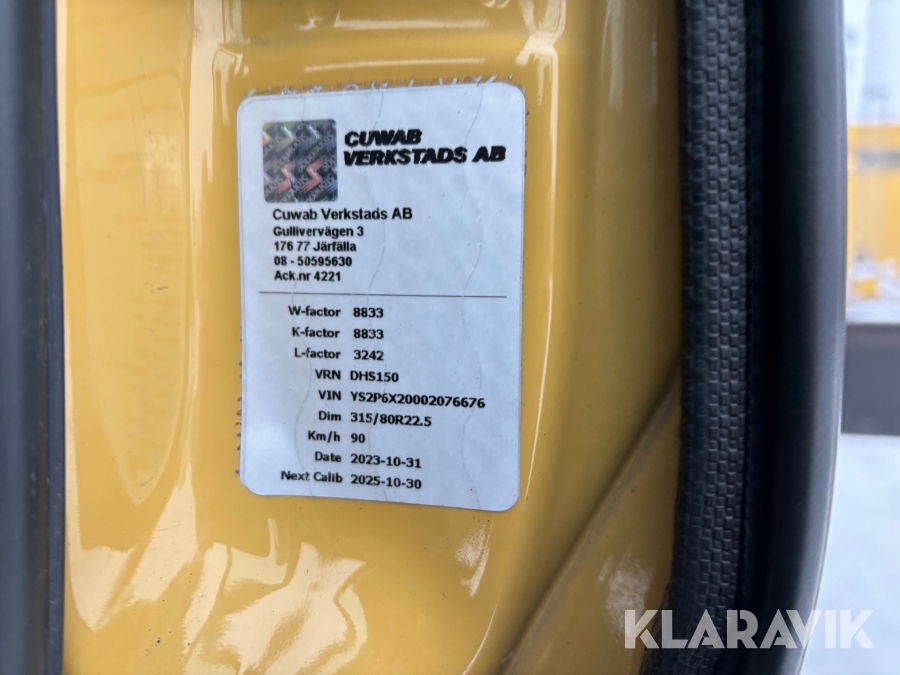 CUWAB
VERKSTADS AB
Cuwab Verkstads AB
Gullivervägen 3
176 77 Järfälla
08 - 50595630
Ack.nr 4221
W-factor 8833
K-factor 8833
L-factor 3242
VRN DHS150
VIN YS2P6X20002076676
Dim 315/80R22.5
Km/h 90
Date 2023-10-31
Next Calib 2025-10-30
KLARAVIK